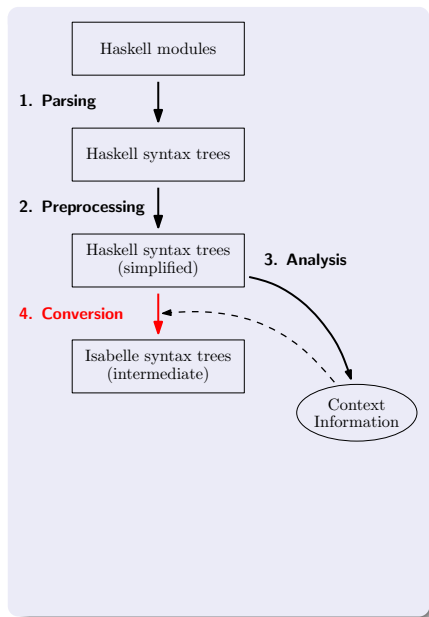 Haskell modules
1. Parsing
Haskell syntax trees
2. Preprocessing
Haskell syntax trees
(simplified)
3. Analysis
4. Conversion
Isabelle syntax trees
(intermediate)
Context
Information